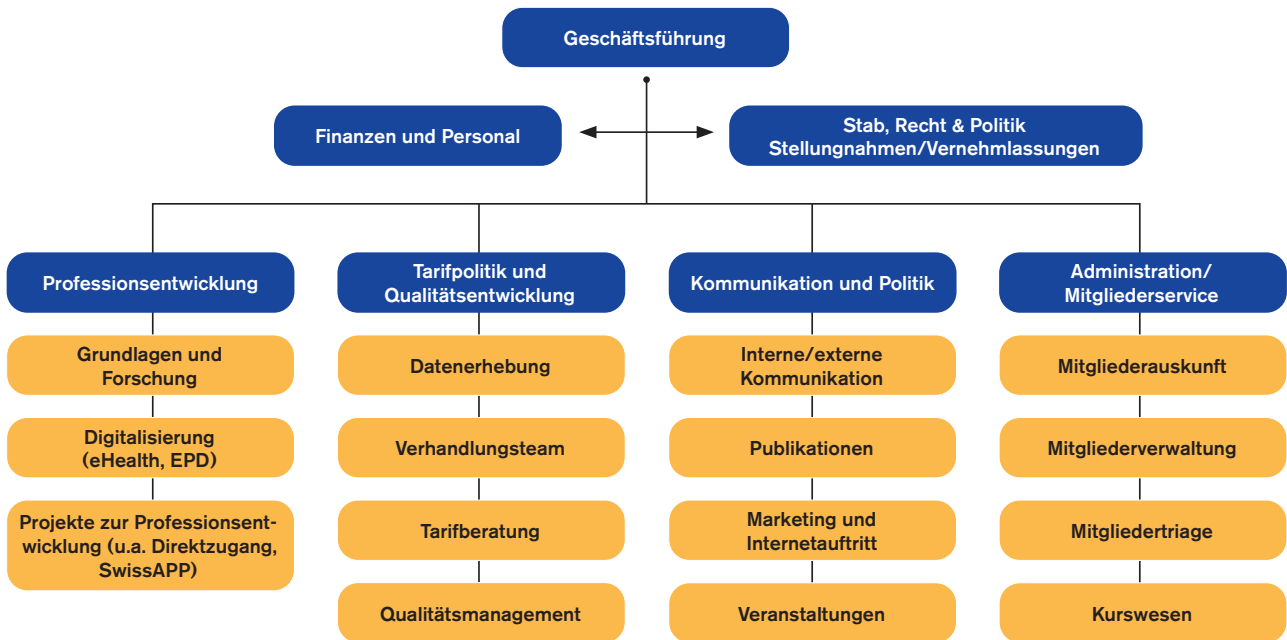 Geschäftsführung
Finanzen und Personal
Stab, Recht & Politik
Stellungnahmen/Vernehmlassungen
Professionsentwicklung
Grundlagen und
Forschung
Digitalisierung
(eHealth, EPD)
Projekte zur Professionsent-
wicklung (u.a. Direktzugang,
SwissAPP)
Tarifpolitik und
Qualitätsentwicklung
Datenerhebung
Verhandlungsteam
Tarifberatung
Qualitätsmanagement
Kommunikation und Politik
Interne/externe
Kommunikation
Publikationen
Marketing und
Internetauftritt
Veranstaltungen
Administration/
Mitgliederservice
Mitgliederauskunft
Mitgliederverwaltung
Mitgliedertriage
Kurswesen